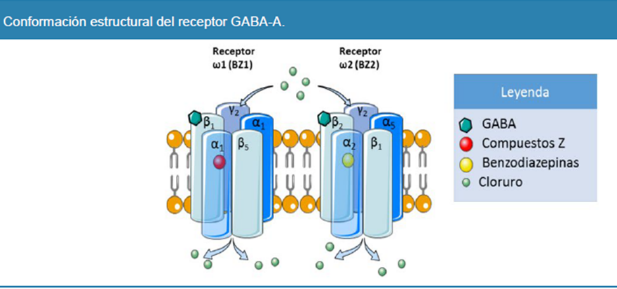 Conformación estructural del receptor GABA-A.
Receptor
ω1 (BZ1)
Receptor
ω2 (BZ2)
γ2
β1
α1
α1
β5
γ2
β2
α5
α2
β1
Leyenda
GABA
Compuestos Z
Benzodiazepinas
Cloruro